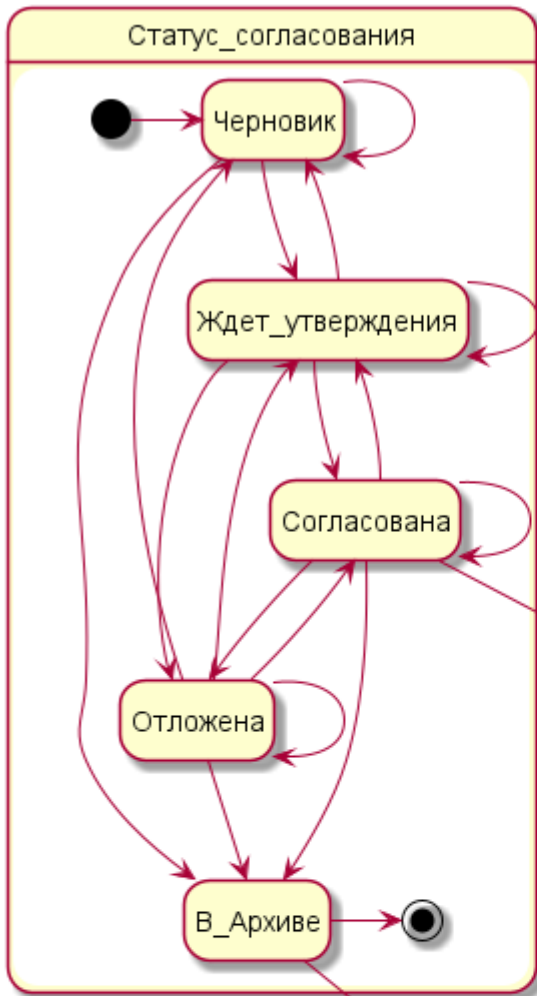 Статус_согласования
Черновик
Ждет_утверждения
Согласована
Отложена
В_Архиве